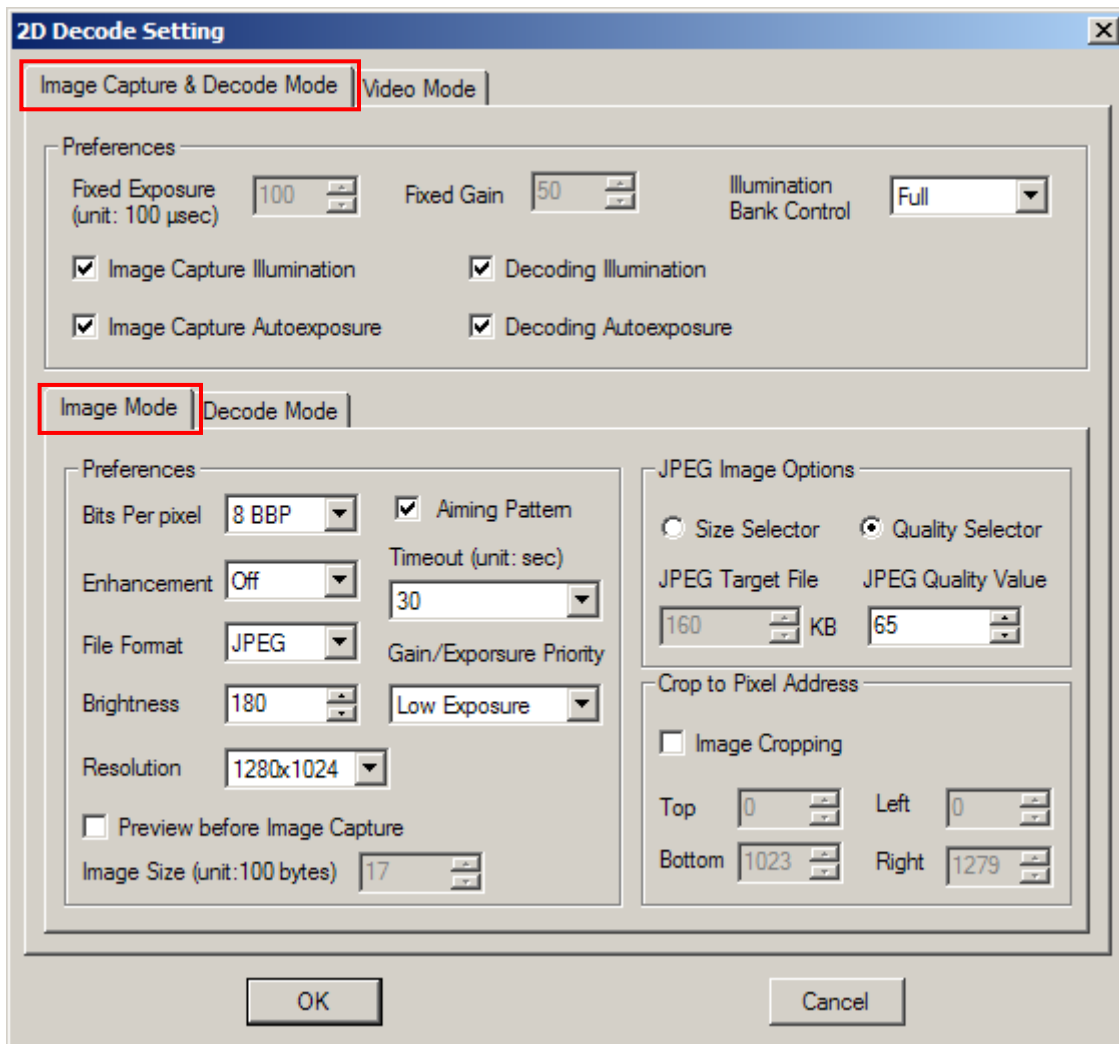 2D Decode Setting
Image Capture & Decode Mode
Video Mode
Preferences
Fixed Exposure
(unit: 100 µsec)
100
Fixed Gain
50
Illumination
Bank Control
Full
Image Capture Illumination
Decoding Illumination
Image Capture Autoexposure
Decoding Autoexposure
Image Mode
Decode Mode
Preferences
Bits Per pixel
8 BBP
Aiming Pattern
Enhancement
Off
Timeout (unit: sec)
30
File Format
JPEG
Gain/Exporsure Priority
Brightness
180
Low Exposure
Resolution
1280x1024
Preview before Image Capture
Image Size (unit:100 bytes)
17
JPEG Image Options
Size Selector
Quality Selector
JPEG Target File
JPEG Quality Value
160
KB
65
Crop to Pixel Address
Image Cropping
Top
0
Left
0
Bottom
1023
Right
1279
OK
Cancel